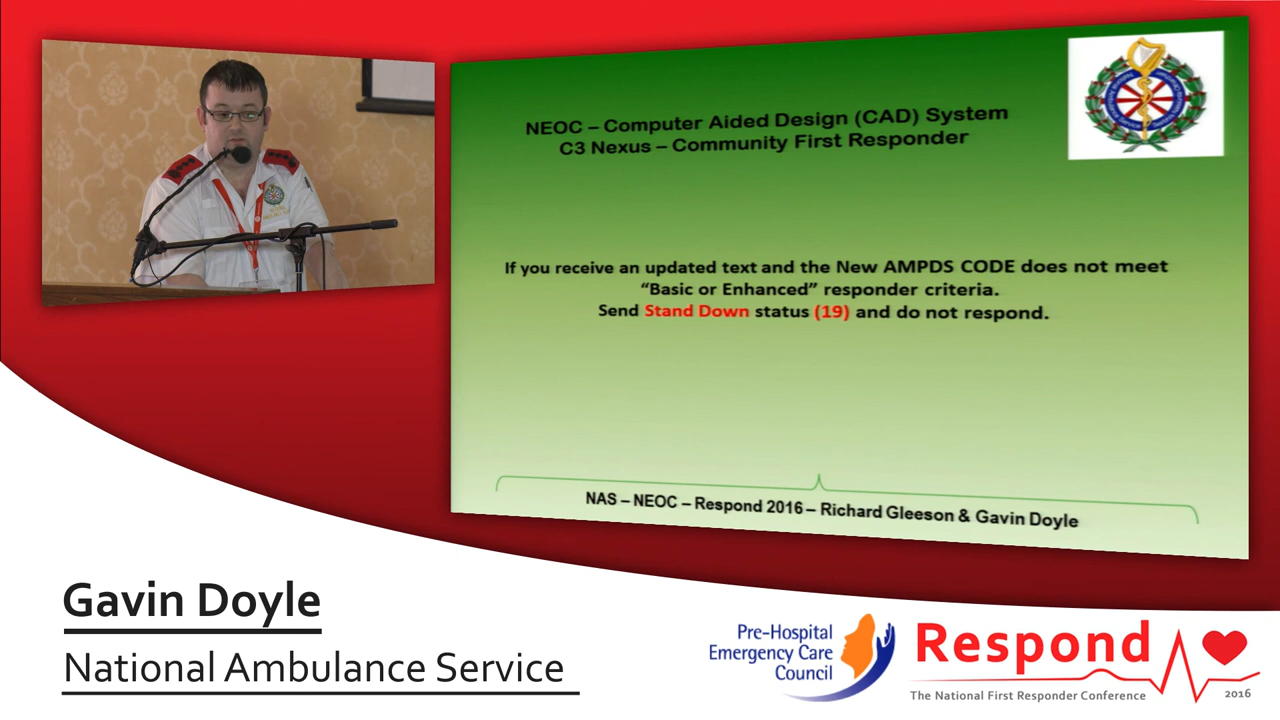 NEOC – Computer Aided Design (CAD) System
C3 Nexus – Community First Responder
If you receive an updated text and the New AMPDS CODE does not meet
“Basic or Enhanced” responder criteria.
Send Stand Down status (19) and do not respond.
NAS – NEOC – Respond 2016 – Richard Gleeson & Gavin Doyle
Gavin Doyle
National Ambulance Service
Pre-Hospital
Emergency Care
Council
Respond
The National First Responder Conference
2016